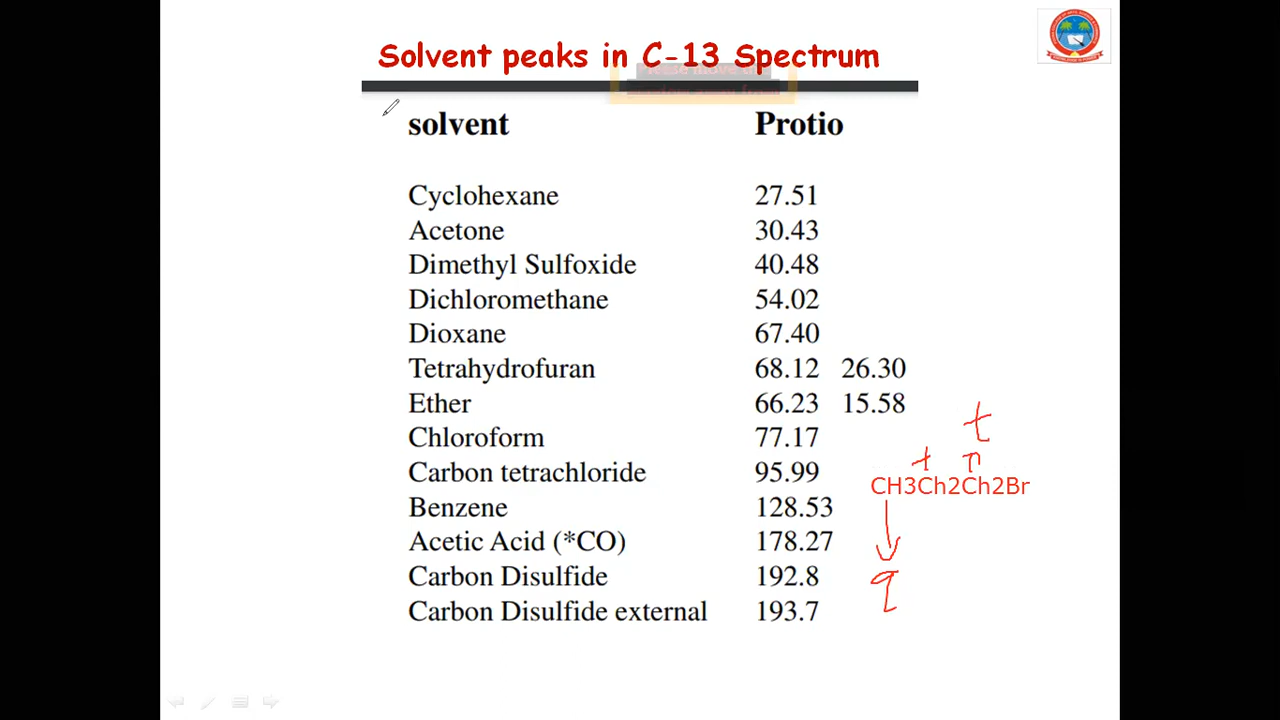 Solvent peaks in C-13 Spectrum
solvent Protio
Cyclohexane 27.51
Acetone 30.43
Dimethyl Sulfoxide 40.48
Dichloromethane 54.02
Dioxane 67.40
Tetrahydrofuran 68.12 26.30
Ether 66.23 15.58
t
Chloroform 77.17
t
Carbon tetrachloride 95.99
CH3Ch2Ch2Br
Benzene 128.53
Acetic Acid (*CO) 178.27
Carbon Disulfide 192.8
q
Carbon Disulfide external 193.7